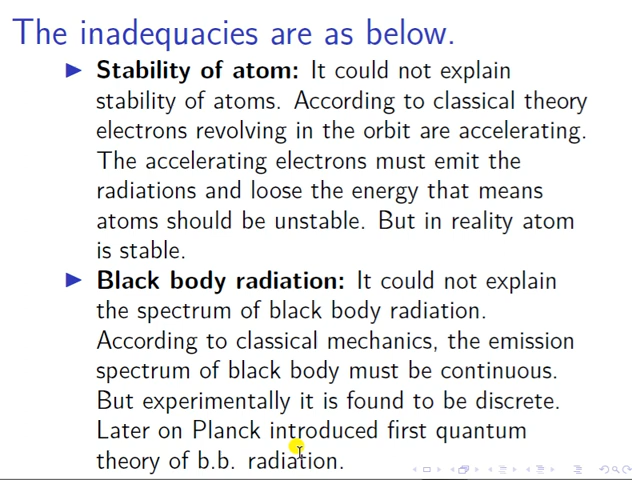 The inadequacies are as below.
Stability of atom: It could not explain
stability of atoms. According to classical theory
electrons revolving in the orbit are accelerating.
The accelerating electrons must emit the
radiations and loose the energy that means
atoms should be unstable. But in reality atom
is stable.
Black body radiation: It could not explain
the spectrum of black body radiation.
According to classical mechanics, the emission
spectrum of black body must be continuous.
But experimentally it is found to be discrete.
Later on Planck introduced first quantum
theory of b.b. radiation.